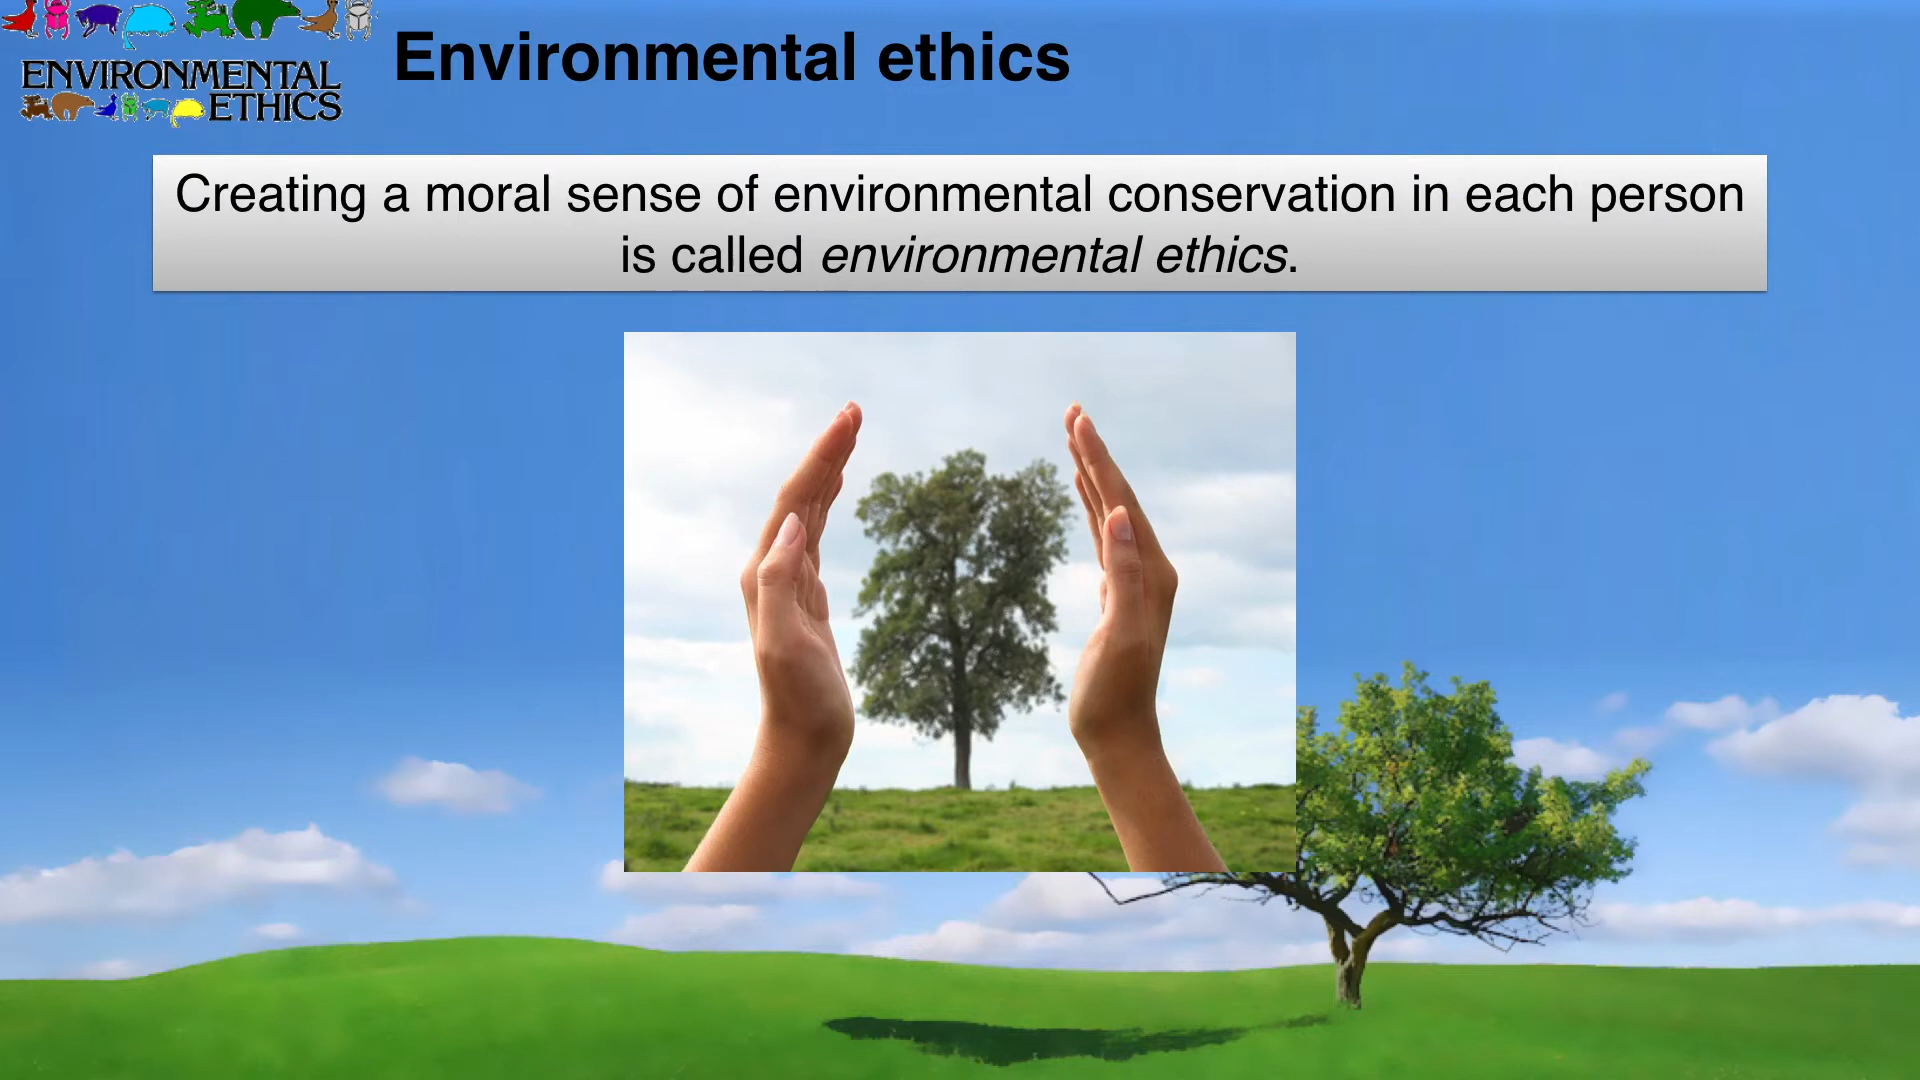 ENVIRONMENTAL
ETHICS
Environmental ethics
Creating a moral sense of environmental conservation in each person
is called environmental ethics.